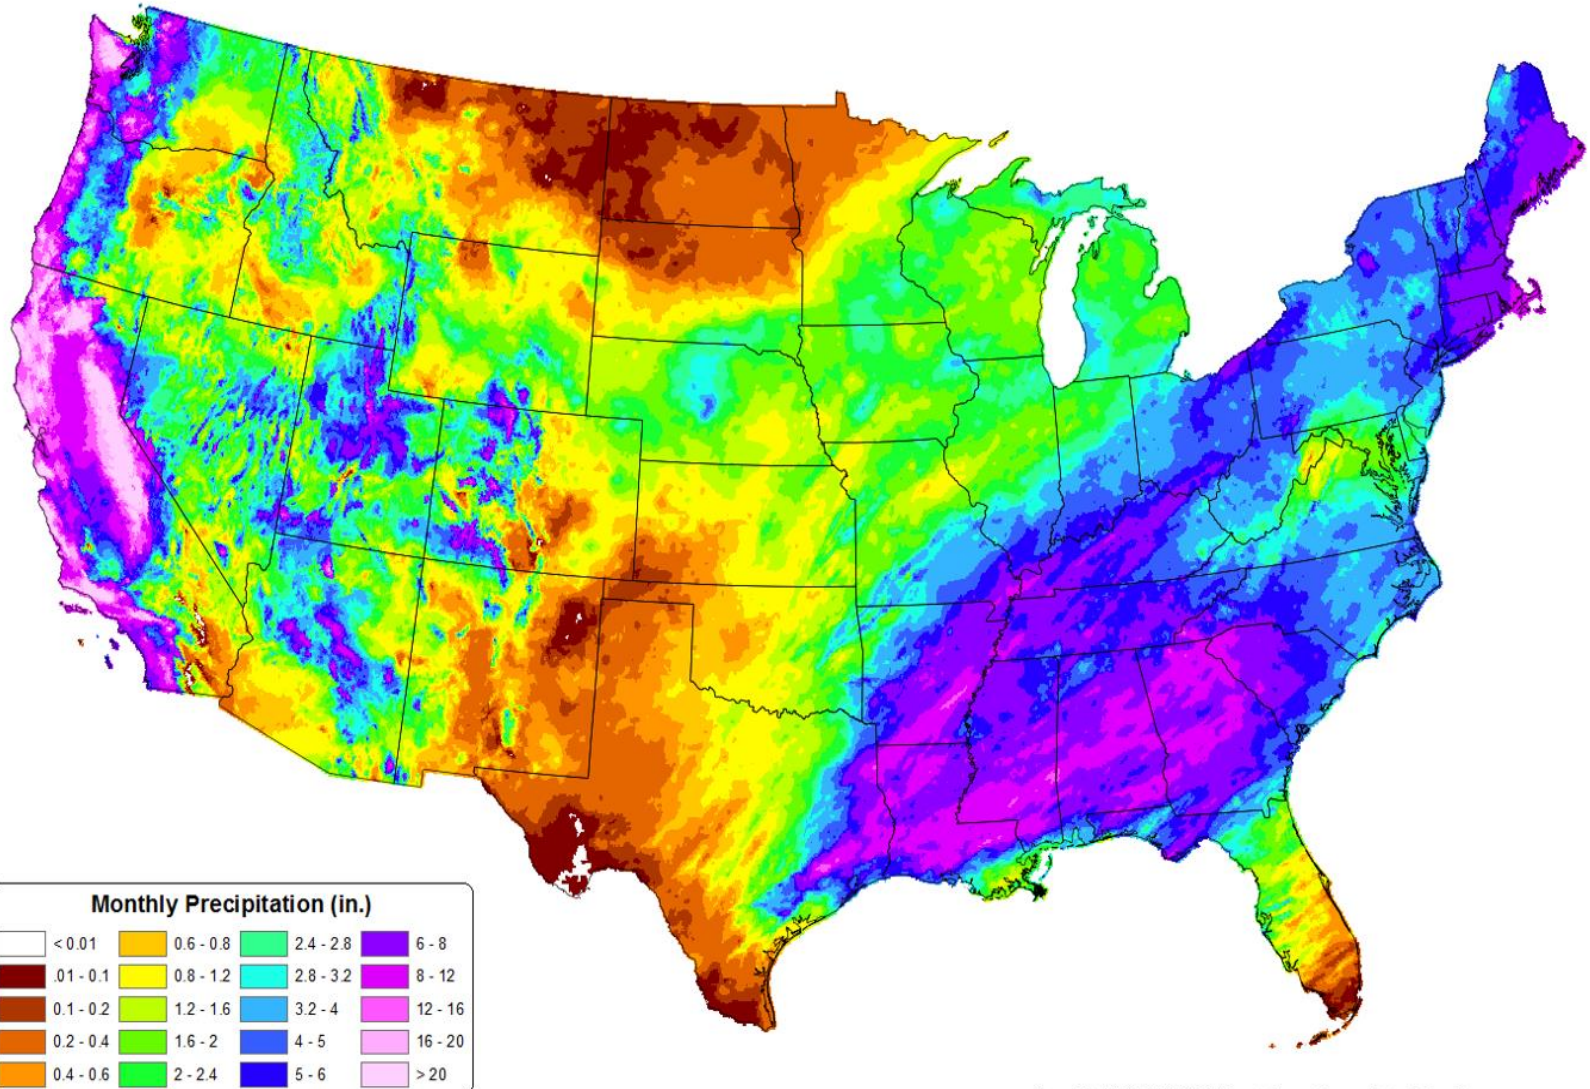 Monthly Precipitation (in.)
< 0.01 0.6 - 0.8 2.4 - 2.8 6 - 8
.01 - 0.1 0.8 - 1.2 2.8 - 3.2 8 - 12
0.1 - 0.2 1.2 - 1.6 3.2 - 4 12 - 16
0.2 - 0.4 1.6 - 2 4 - 5 16 - 20
0.4 - 0.6 2 - 2.4 5 - 6 > 20